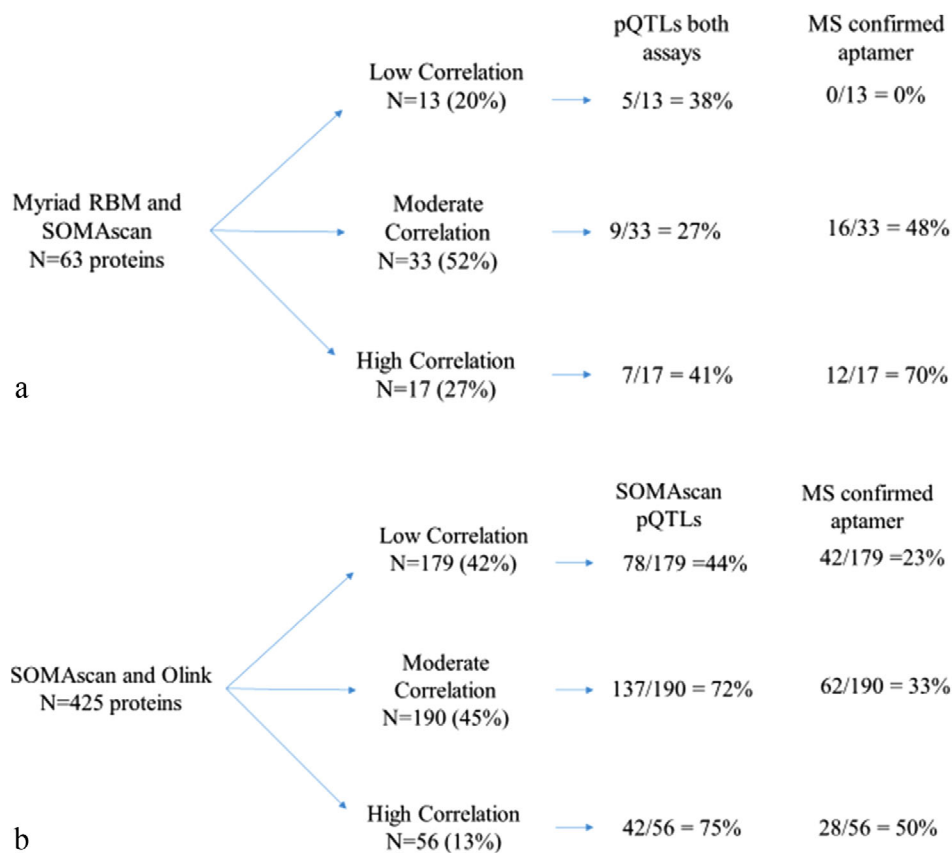 pQTLs both
assays
MS confirmed
aptamer
Low Correlation
N=13 (20%)
5/13 = 38%
0/13 = 0%
Myriad RBM and
SOMAscan
N=63 proteins
Moderate
Correlation
N=33 (52%)
9/33 = 27%
16/33 = 48%
High Correlation
N=17 (27%)
7/17 = 41%
12/17 = 70%
a
SOMAscan
pQTLs
MS confirmed
aptamer
Low Correlation
N=179 (42%)
78/179 =44%
42/179 =23%
SOMAscan and Olink
N=425 proteins
Moderate
Correlation
N=190 (45%)
137/190 = 72%
62/190 = 33%
High Correlation
N=56 (13%)
42/56 = 75%
28/56 = 50%
b